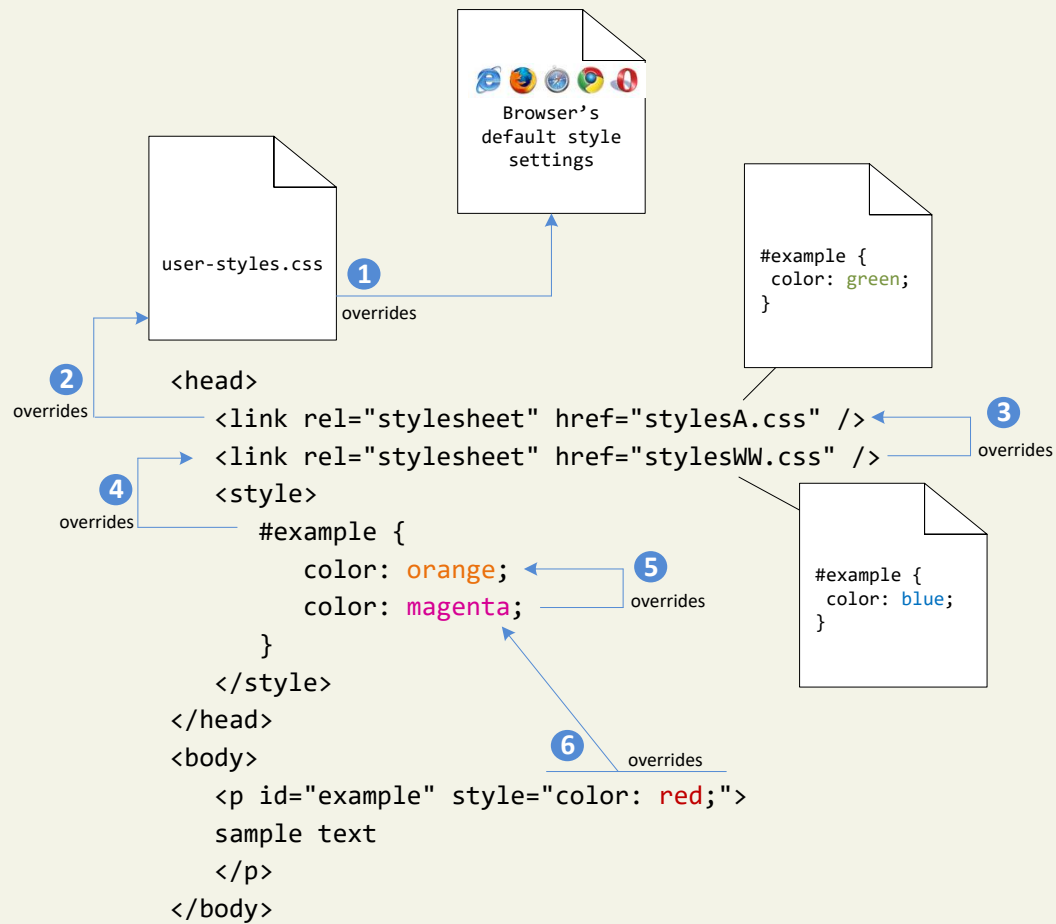 Browser’s
default style
settings
user-styles.css
1
overrides
#example {
color: green;
}
2
overrides
<head>
<link rel="stylesheet" href="stylesA.css" />
3
overrides
<link rel="stylesheet" href="stylesWW.css" />
4
overrides
<style>
#example {
color: orange;
5
overrides
color: magenta;
}
#example {
color: blue;
}
</style>
</head>
<body>
6
overrides
<p id="example" style="color: red;">
sample text
</p>
</body>